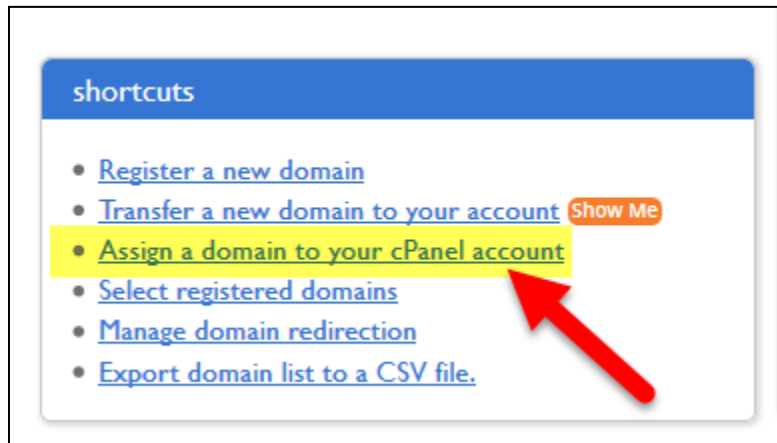 shortcuts
Register a new domain
Transfer a new domain to your account Show Me
Assign a domain to your cPanel account
Select registered domains
Manage domain redirection
Export domain list to a CSV file.